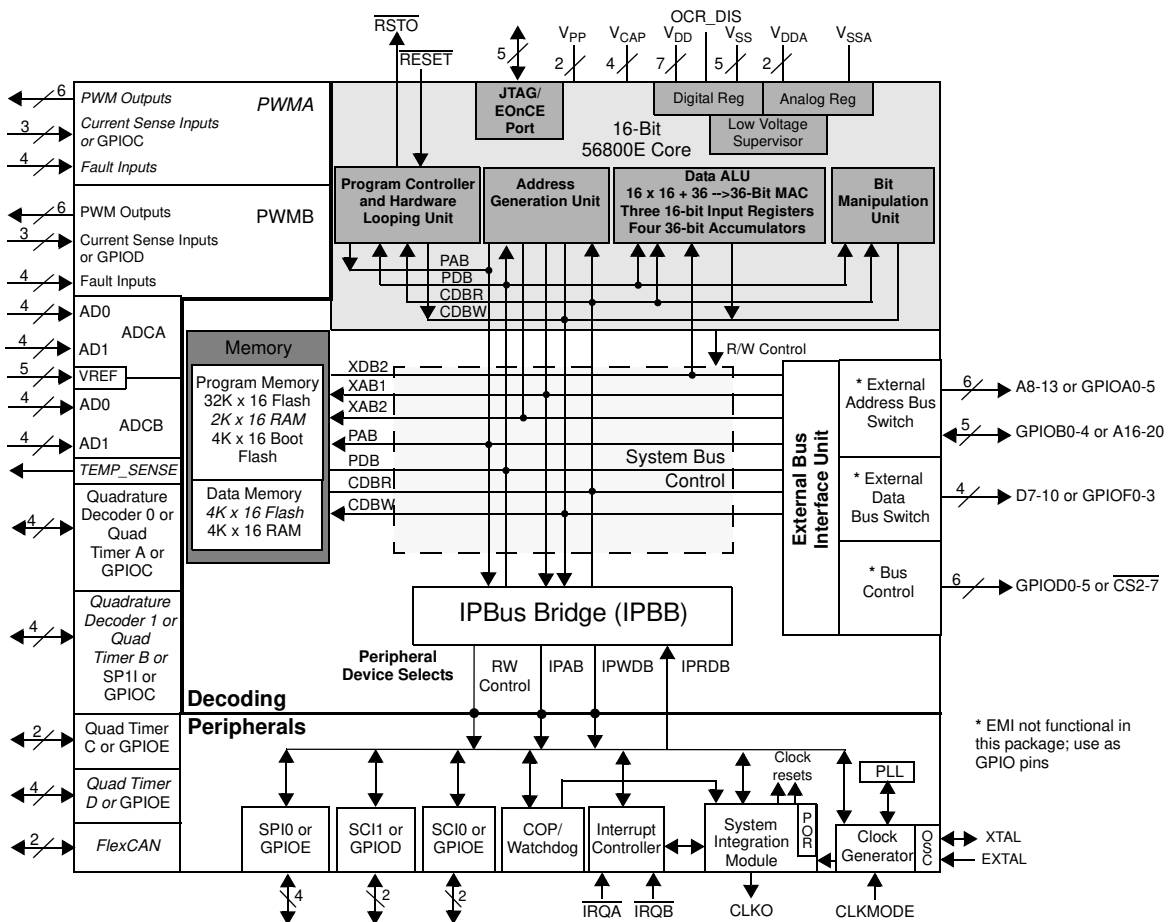 RSTO
RESET
5
VPP
2
VCAP
4
VDD
7
OCR_DIS
VSS
5
VDDA
2
VSSA
6
PWM Outputs
PWMA
3
Current Sense Inputs
or GPIOC
4
Fault Inputs
6
PWM Outputs
PWMB
3
Current Sense Inputs
or GPIOD
4
Fault Inputs
JTAG/
EOnCE
Port
Digital Reg
Analog Reg
Low Voltage
Supervisor
16-Bit
56800E Core
Program Controller
and Hardware
Looping Unit
Address
Generation Unit
Data ALU
16 x 16 + 36 -->36-Bit MAC
Three 16-bit Input Registers
Four 36-bit Accumulators
Bit
Manipulation
Unit
PAB
PDB
CDBR
CDBW
4
AD0
ADCA
4
AD1
5
VREF
4
AD0
ADCB
4
AD1
TEMP_SENSE
4
Quadrature
Decoder 0 or
Quad
Timer A or
GPIOC
4
Quadrature
Decoder 1 or
Quad
Timer B or
SP1I or
GPIOC
2
Quad Timer
C or GPIOE
4
Quad Timer
D or GPIOE
2
FlexCAN
Memory
Program Memory
32K x 16 Flash
2K x 16 RAM
4K x 16 Boot
Flash
Data Memory
4K x 16 Flash
4K x 16 RAM
XDB2
XAB1
XAB2
PAB
PDB
CDBR
CDBW
R/W Control
System Bus
Control
External Bus
Interface Unit
* External
Address Bus
Switch
* External
Data
Bus Switch
* Bus
Control
6
A8-13 or GPIOA0-5
5
GPIOB0-4 or A16-20
4
D7-10 or GPIOF0-3
6
GPIOD0-5 or CS2-7
IPBus Bridge (IPBB)
Peripheral
Device Selects
RW
Control
IPAB
IPWDB
IPRDB
Decoding
Peripherals
* EMI not functional in
this package; use as
GPIO pins
Clock
resets
PLL
SPI0 or
GPIOE
SCI1 or
GPIOD
SCI0 or
GPIOE
COP/
Watchdog
Interrupt
Controller
System
Integration
Module
POR
Clock
Generator
OSC
XTAL
EXTAL
4
2
2
IRQA
IRQB
CLKO
CLKMODE